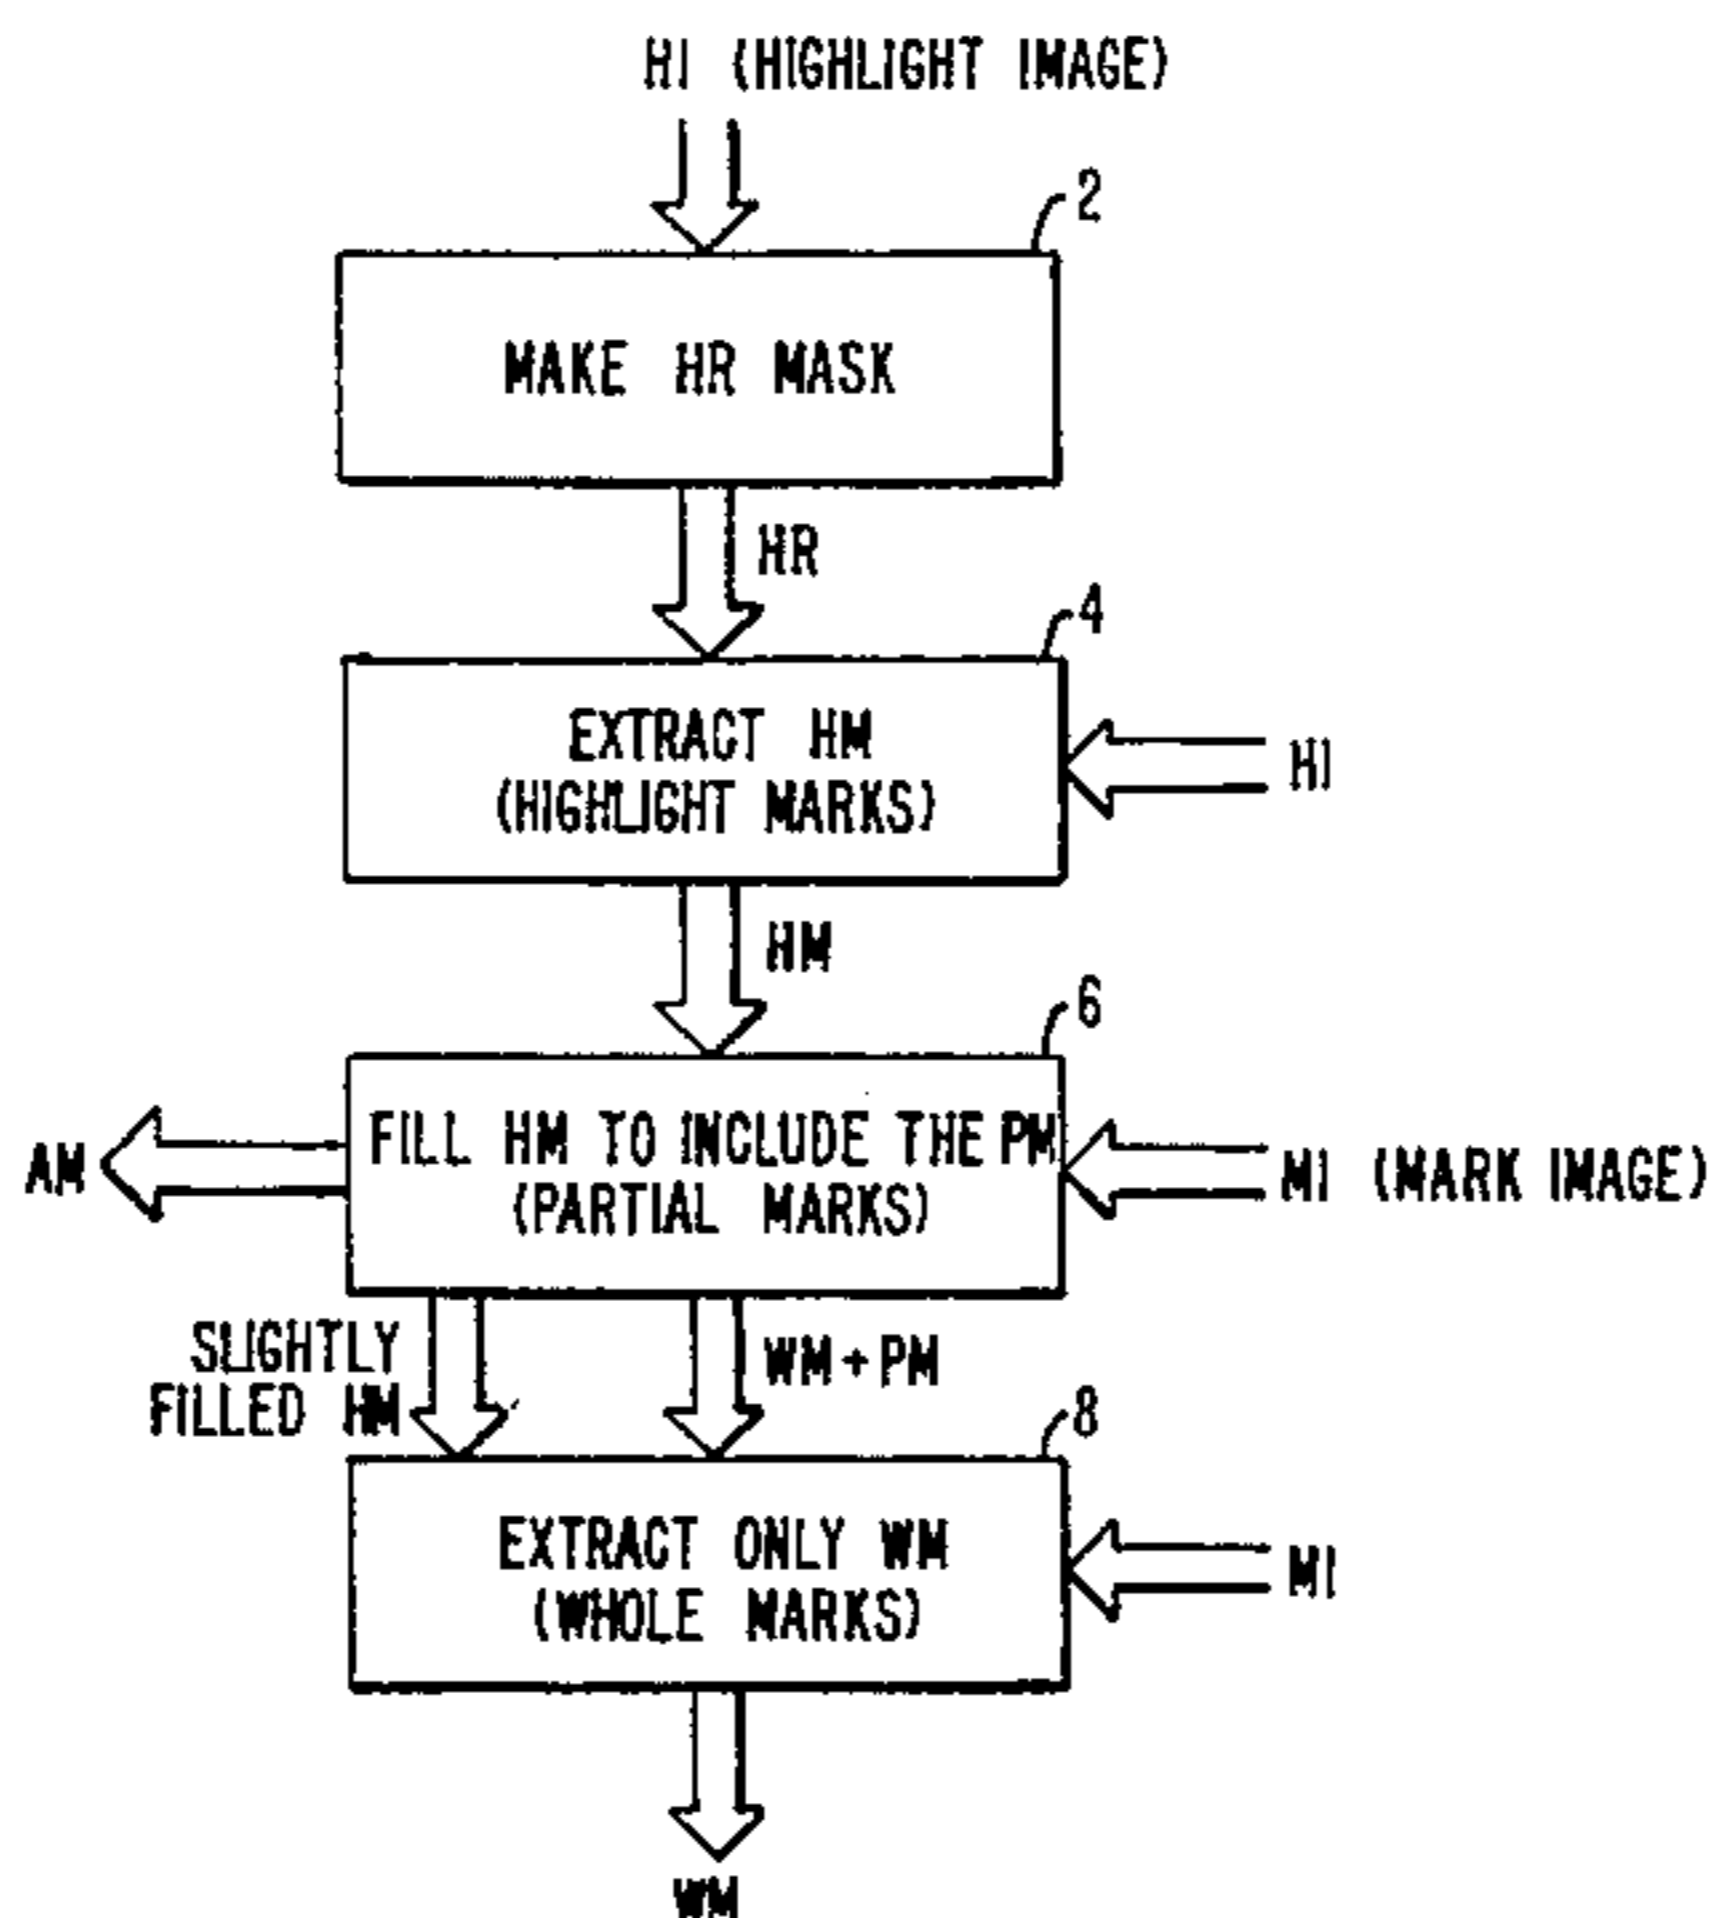 HI (HIGHLIGHT IMAGE)
2
MAKE HR MASK
HR
4
EXTRACT HM
(HIGHLIGHT MARKS)
HI
HM
6
FILL HM TO INCLUDE THE PM
(PARTIAL MARKS)
AM
MI (MARK IMAGE)
SLIGHTLY
FILLED HM
WM + PM
8
EXTRACT ONLY WM
(WHOLE MARKS)
MI
WM